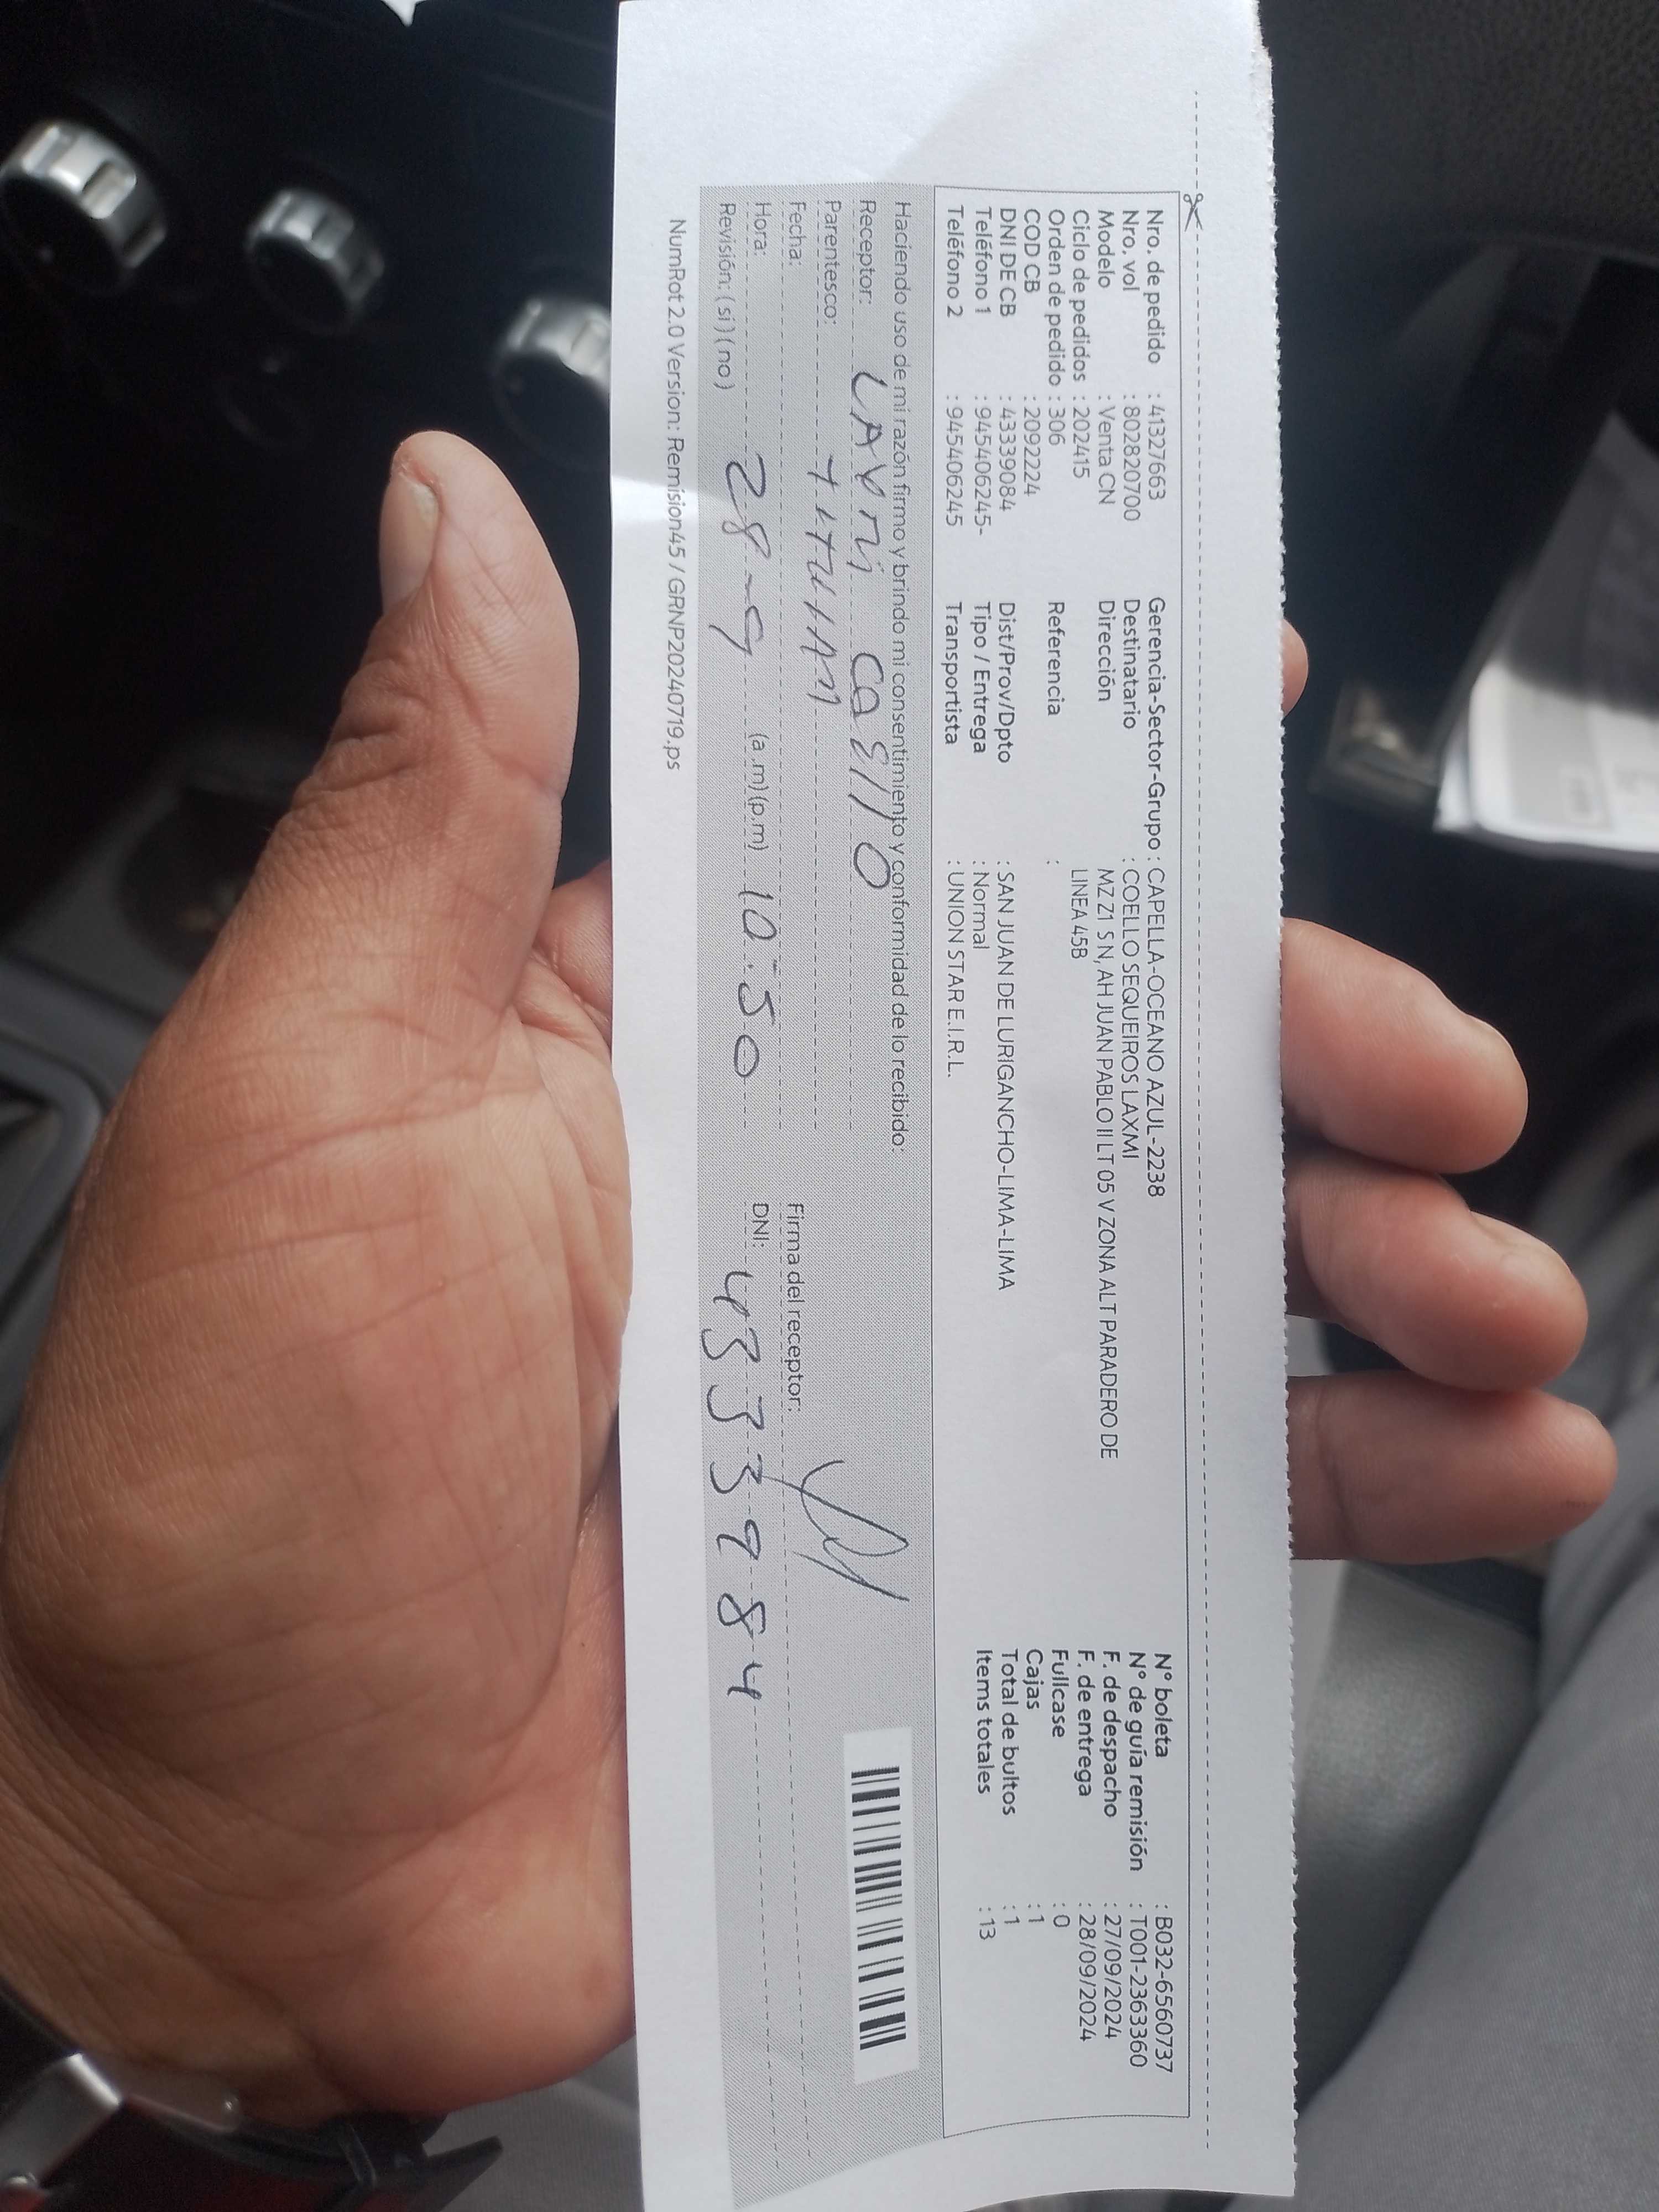 Nro. de pedido : 41327663 Gerencia-Sector-Grupo : CAPELLA-OCEANO AZUL-2238 N° boleta : B032-6560737
Nro. vol : 802820700 Destinatario : COELLO SEQUEIROS LAXMI N° de guía remisión : T001-2363360
Modelo : Venta CN Dirección MZ Z1 S N, AH JUAN PABLO II LT 05 V ZONA ALT PARADERO DE F. de despacho : 27/09/2024
Ciclo de pedidos : 202415 LINEA 45B F. de entrega : 28/09/2024
Orden de pedido : 306 Referencia : Fullcase : 0
COD CB : 2092224 Cajas : 1
DNI DE CB : 43339084 Dist/Prov/Dpto : SAN JUAN DE LURIGANCHO-LIMA-LIMA Total de bultos : 1
Teléfono 1 : 945406245- Tipo / Entrega : Normal Items totales : 13
Teléfono 2 : 945406245 Transportista : UNION STAR E.I.R.L.
Haciendo uso de mi razón firmo y brindo mi consentimiento y conformidad de lo recibido:
Receptor: COEllO
Parentesco: TITULAR
Fecha: Firma del receptor:
Hora: 28-9 (a.m)(p.m) 10:50 DNI: 4333984
Revisión: ( si ) ( no )
NumRot 2.0 Version: Remision45 / GRNP20240719.ps